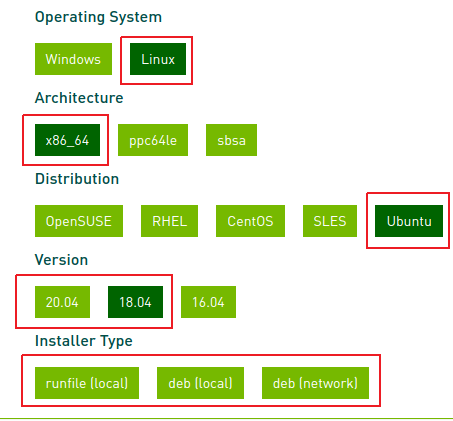 Operating System
Windows Linux
Architecture
x86_64 ppc64le sbsa
Distribution
OpenSUSE RHEL CentOS SLES Ubuntu
Version
20.04 18.04 16.04
Installer Type
runfile (local) deb (local) deb (network)